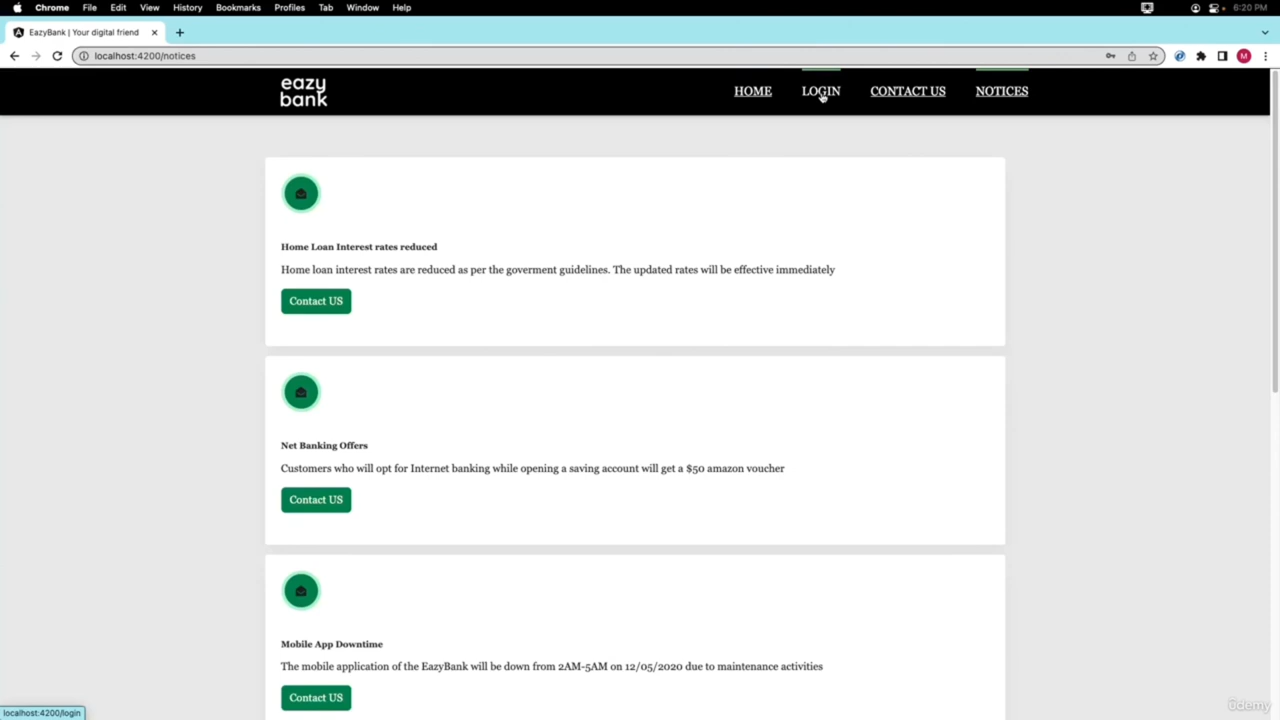 Chrome File Edit View History Bookmarks Profiles Tab Window Help 6:20 PM
EazyBank | Your digital friend
localhost:4200/notices
M
eazy
bank
HOME LOGIN CONTACT US NOTICES
Home Loan Interest rates reduced
Home loan interest rates are reduced as per the goverment guidelines. The updated rates will be effective immediately
Contact US
Net Banking Offers
Customers who will opt for Internet banking while opening a saving account will get a $50 amazon voucher
Contact US
Mobile App Downtime
The mobile application of the EazyBank will be down from 2AM-5AM on 12/05/2020 due to maintenance activities
Contact US
localhost:4200/login
ûdemy